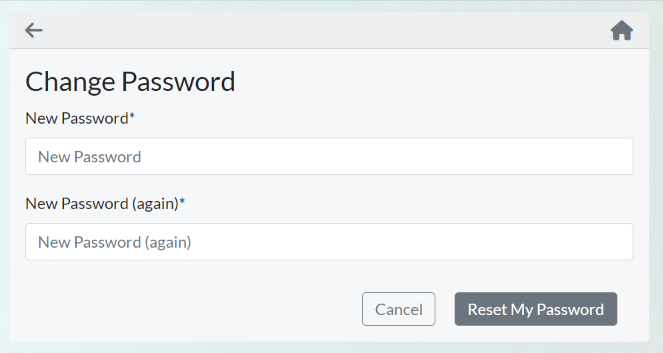 Change Password
New Password*
New Password
New Password (again)*
New Password (again)
Cancel Reset My Password